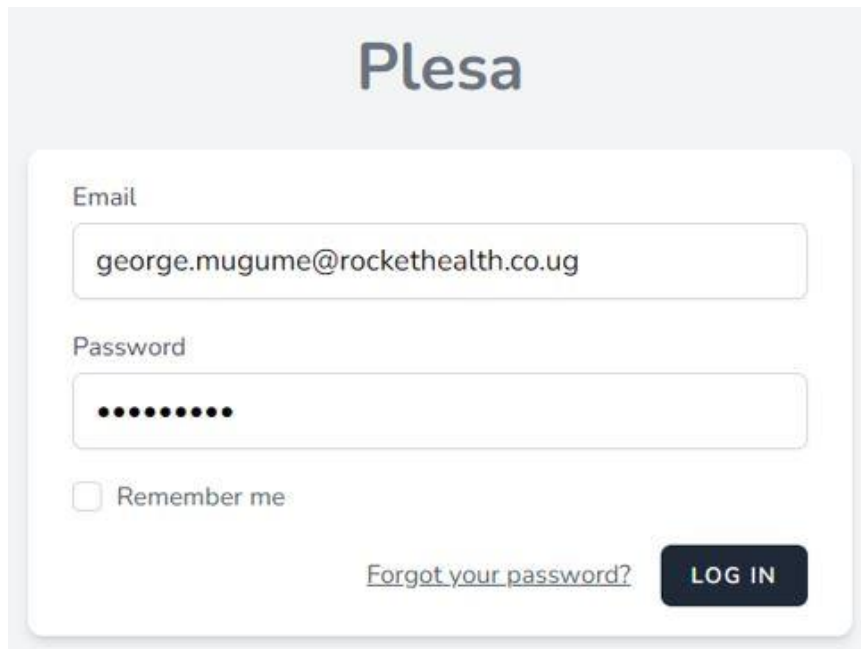 Plesa
Email
george.mugume@rockethealth.co.ug
Password
•••••••••
Remember me
Forgot your password? LOG IN